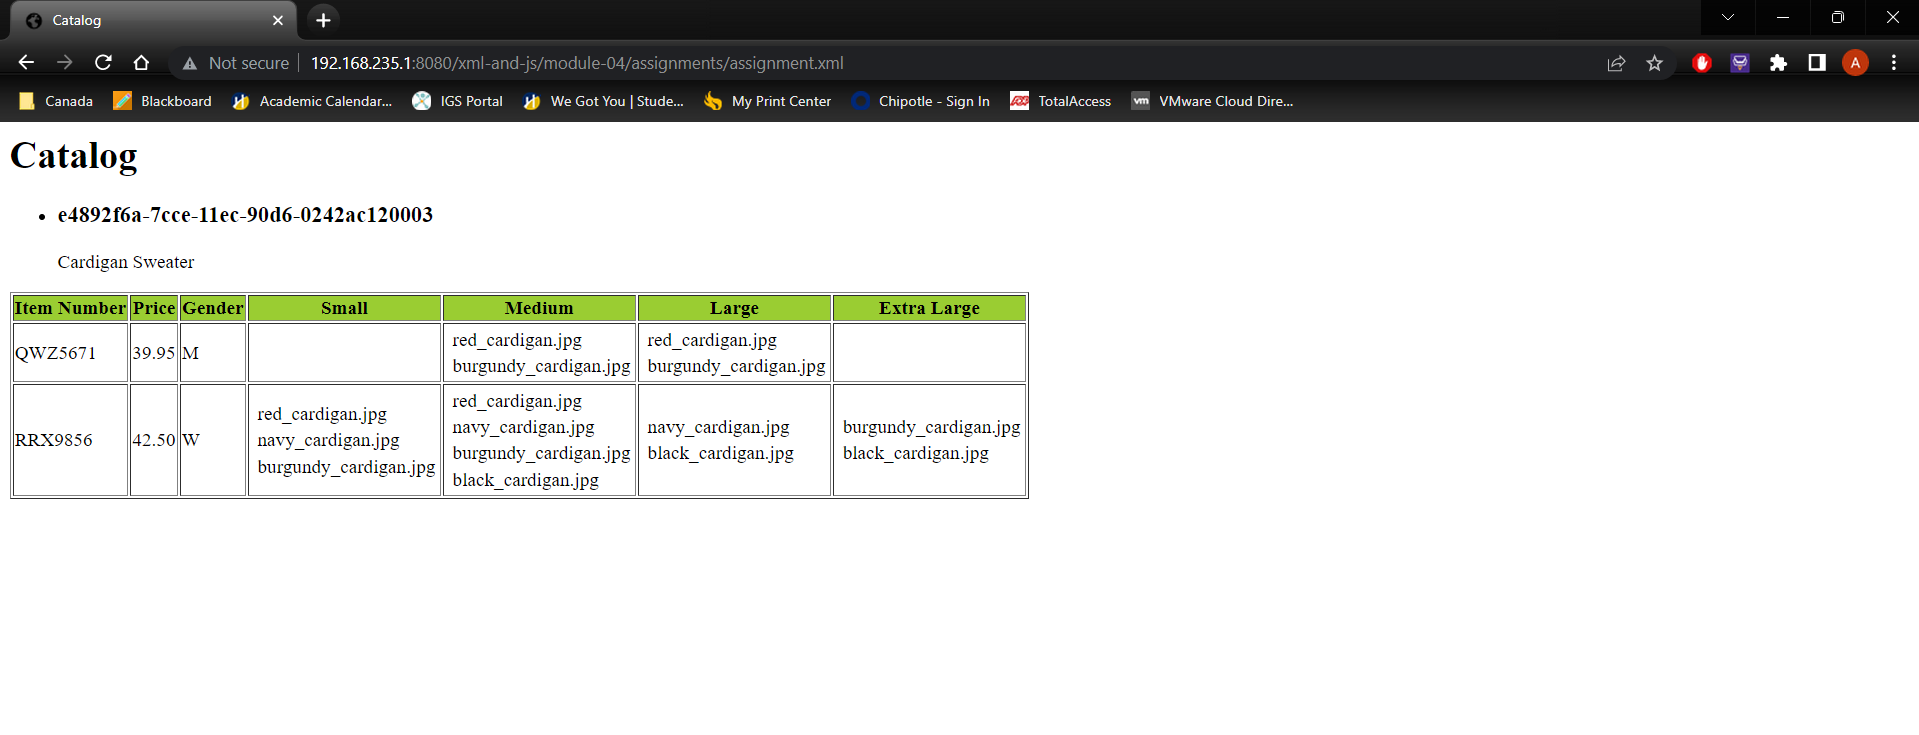 Catalog
Not secure 192.168.235.1:8080/xml-and-js/module-04/assignments/assignment.xml A
Canada Blackboard Academic Calendar... IGS Portal We Got You | Stude... My Print Center Chipotle - Sign In ADP TotalAccess vm VMware Cloud Dire...
Catalog
• e4892f6a-7cce-11ec-90d6-0242ac120003
Cardigan Sweater
Item Number Price Gender Small Medium Large Extra Large
QWZ5671 39.95 M
red_cardigan.jpg
burgundy_cardigan.jpg
red_cardigan.jpg
burgundy_cardigan.jpg
RRX9856 42.50 W
red_cardigan.jpg
navy_cardigan.jpg
burgundy_cardigan.jpg
red_cardigan.jpg
navy_cardigan.jpg
burgundy_cardigan.jpg
black_cardigan.jpg
navy_cardigan.jpg
black_cardigan.jpg
burgundy_cardigan.jpg
black_cardigan.jpg